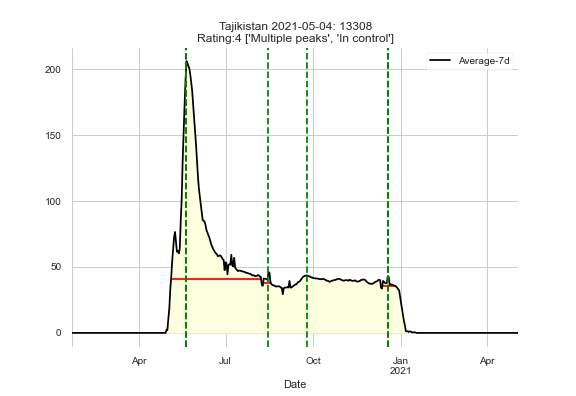 Tajikistan 2021-05-04: 13308
Rating:4 ['Multiple peaks', 'In control']
Average-7d
200
150
100
50
0
Apr
Jul
Oct
Jan
2021
Apr
Date